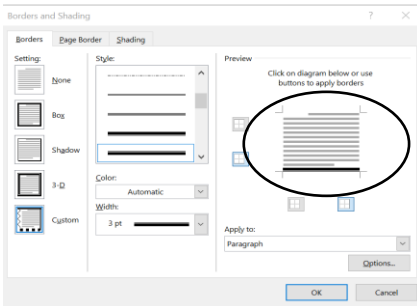 Borders and Shading
Borders Page Border Shading
Setting:
None
Box
Shadow
3-D
Custom
Style:
Color:
Automatic
Width:
3 pt
Preview
Click on diagram below or use
buttons to apply borders
Apply to:
Paragraph
Options...
OK Cancel